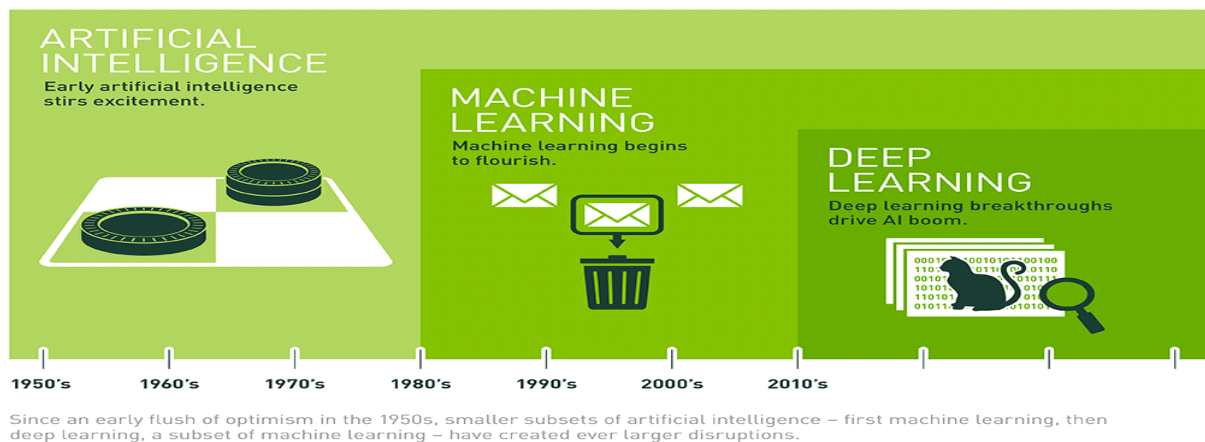 ARTIFICIAL
INTELLIGENCE
Early artificial intelligence
stirs excitement.
MACHINE
LEARNING
Machine learning begins
to flourish.
DEEP
LEARNING
Deep learning breakthroughs
drive AI boom.
1950's 1960's 1970's 1980's 1990's 2000's 2010's
Since an early flush of optimism in the 1950s, smaller subsets of artificial intelligence – first machine learning, then
deep learning, a subset of machine learning – have created ever larger disruptions.